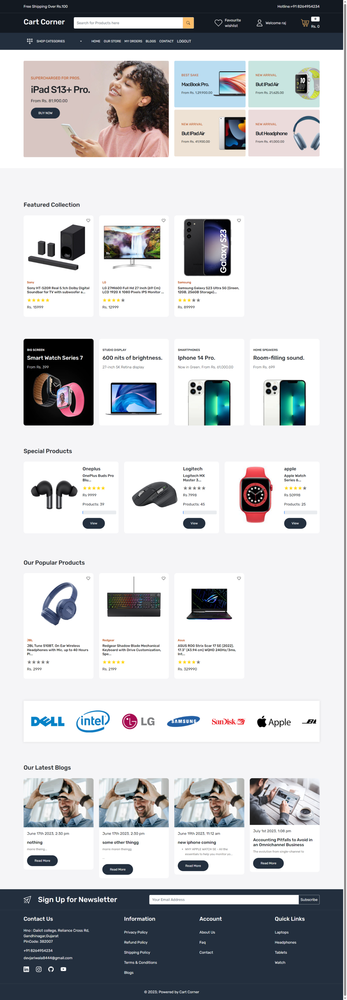 Free Shipping Over Rs.100
Hotline:+91 8264954234
Cart Corner
Search for Products here
Favourite
wishlist
Welcome raj
0
Rs. 0
SHOP CATEGORIES
HOME OUR STORE MY ORDERS BLOGS CONTACT LOGOUT
SUPERCHARGED FOR PROS.
iPad S13+ Pro.
From Rs. 81,900.00
BUY NOW
BEST SAKE
MacBook Pro.
From Rs. 1,29,900.00
NEW ARRIVAL
But IPad Air
From Rs. 21,625.00
10
09
NEW ARRIVAL
But IPad Air
From Rs. 41,900.00
NEW ARRIVAL
But Headphone
From Rs. 41,000.00
Featured Collection
Sony
Sony HT-S20R Real 5.1ch Dolby Digital
Soundbar for TV with subwoofer a...
Rs. 15999
27"
LG
LG 27Ml600 Full Hd 27 Inch (69 Cm)
LCD 1920 X 1080 Pixels IPS Monitor ...
Rs. 12999
Galaxy S23
Samsung
Samsung Galaxy S23 Ultra 5G (Green,
12GB, 256GB Storage)...
Rs. 89999
BIG SCREEN
Smart Watch Series 7
From Rs. 399
STUDIO DISPLAY
600 nits of brightness.
27-inch 5K Retina display
SMARTPHONES
Iphone 14 Pro.
Now in Green. From Rs. 61,000.00
HOME SPEAKERS
Room-filling sound.
From Rs. 699
Special Products
Oneplus
OnePlus Buds Pro
Blu...
Rs 9999
Products: 39
View
Logitech
Logitech MX
Master 3...
Rs 7998
Products: 45
View
apple
Apple Watch
Series 6...
Rs 50998
Products: 25
View
Our Popular Products
JBL
JBL
JBL Tune 510BT, On Ear Wireless
Headphones with Mic, up to 40 Hours
Pl...
Rs. 2999
Redgear
Redgear Shadow Blade Mechanical
Keyboard with Drive Customization,
Spe...
Rs. 2199
Asus
ASUS ROG Strix Scar 17 SE (2022),
17.3" (43.94 cm) WQHD 240Hz/3ms,
Int...
Rs. 329990
DELL
intel
LG
SAMSUNG
SanDisk
Apple
Our Latest Blogs
June 17th 2023, 2:30 pm
nothing
morre theing...
Read More
June 17th 2023, 2:30 pm
some other thingg
morre moren theingg
...
Read More
June 19th 2023, 11:12 am
new iphone coming
• WHY APPLE WATCH SE - All the
essentials to help you monitor yo...
Read More
July 1st 2023, 1:08 pm
Accounting Pitfalls to Avoid in
an Omnichannel Business
The evolution from single-channel to
Read More
Sign Up for Newsletter
Your Email Address
Subscribe
Contact Us
Hno : Daiict college, Reliance Cross Rd,
Gandhinagar,Gujarat
PinCode: 382007
+91 8264954234
devjariwala8444@gmail.com
Information
Privacy Policy
Refund Policy
Shipping Policy
Terms & Conditions
Blogs
Account
About Us
Faq
Contact
Quick Links
Laptops
Headphones
Tablets
Watch
© 2023; Powered by Cart Corner